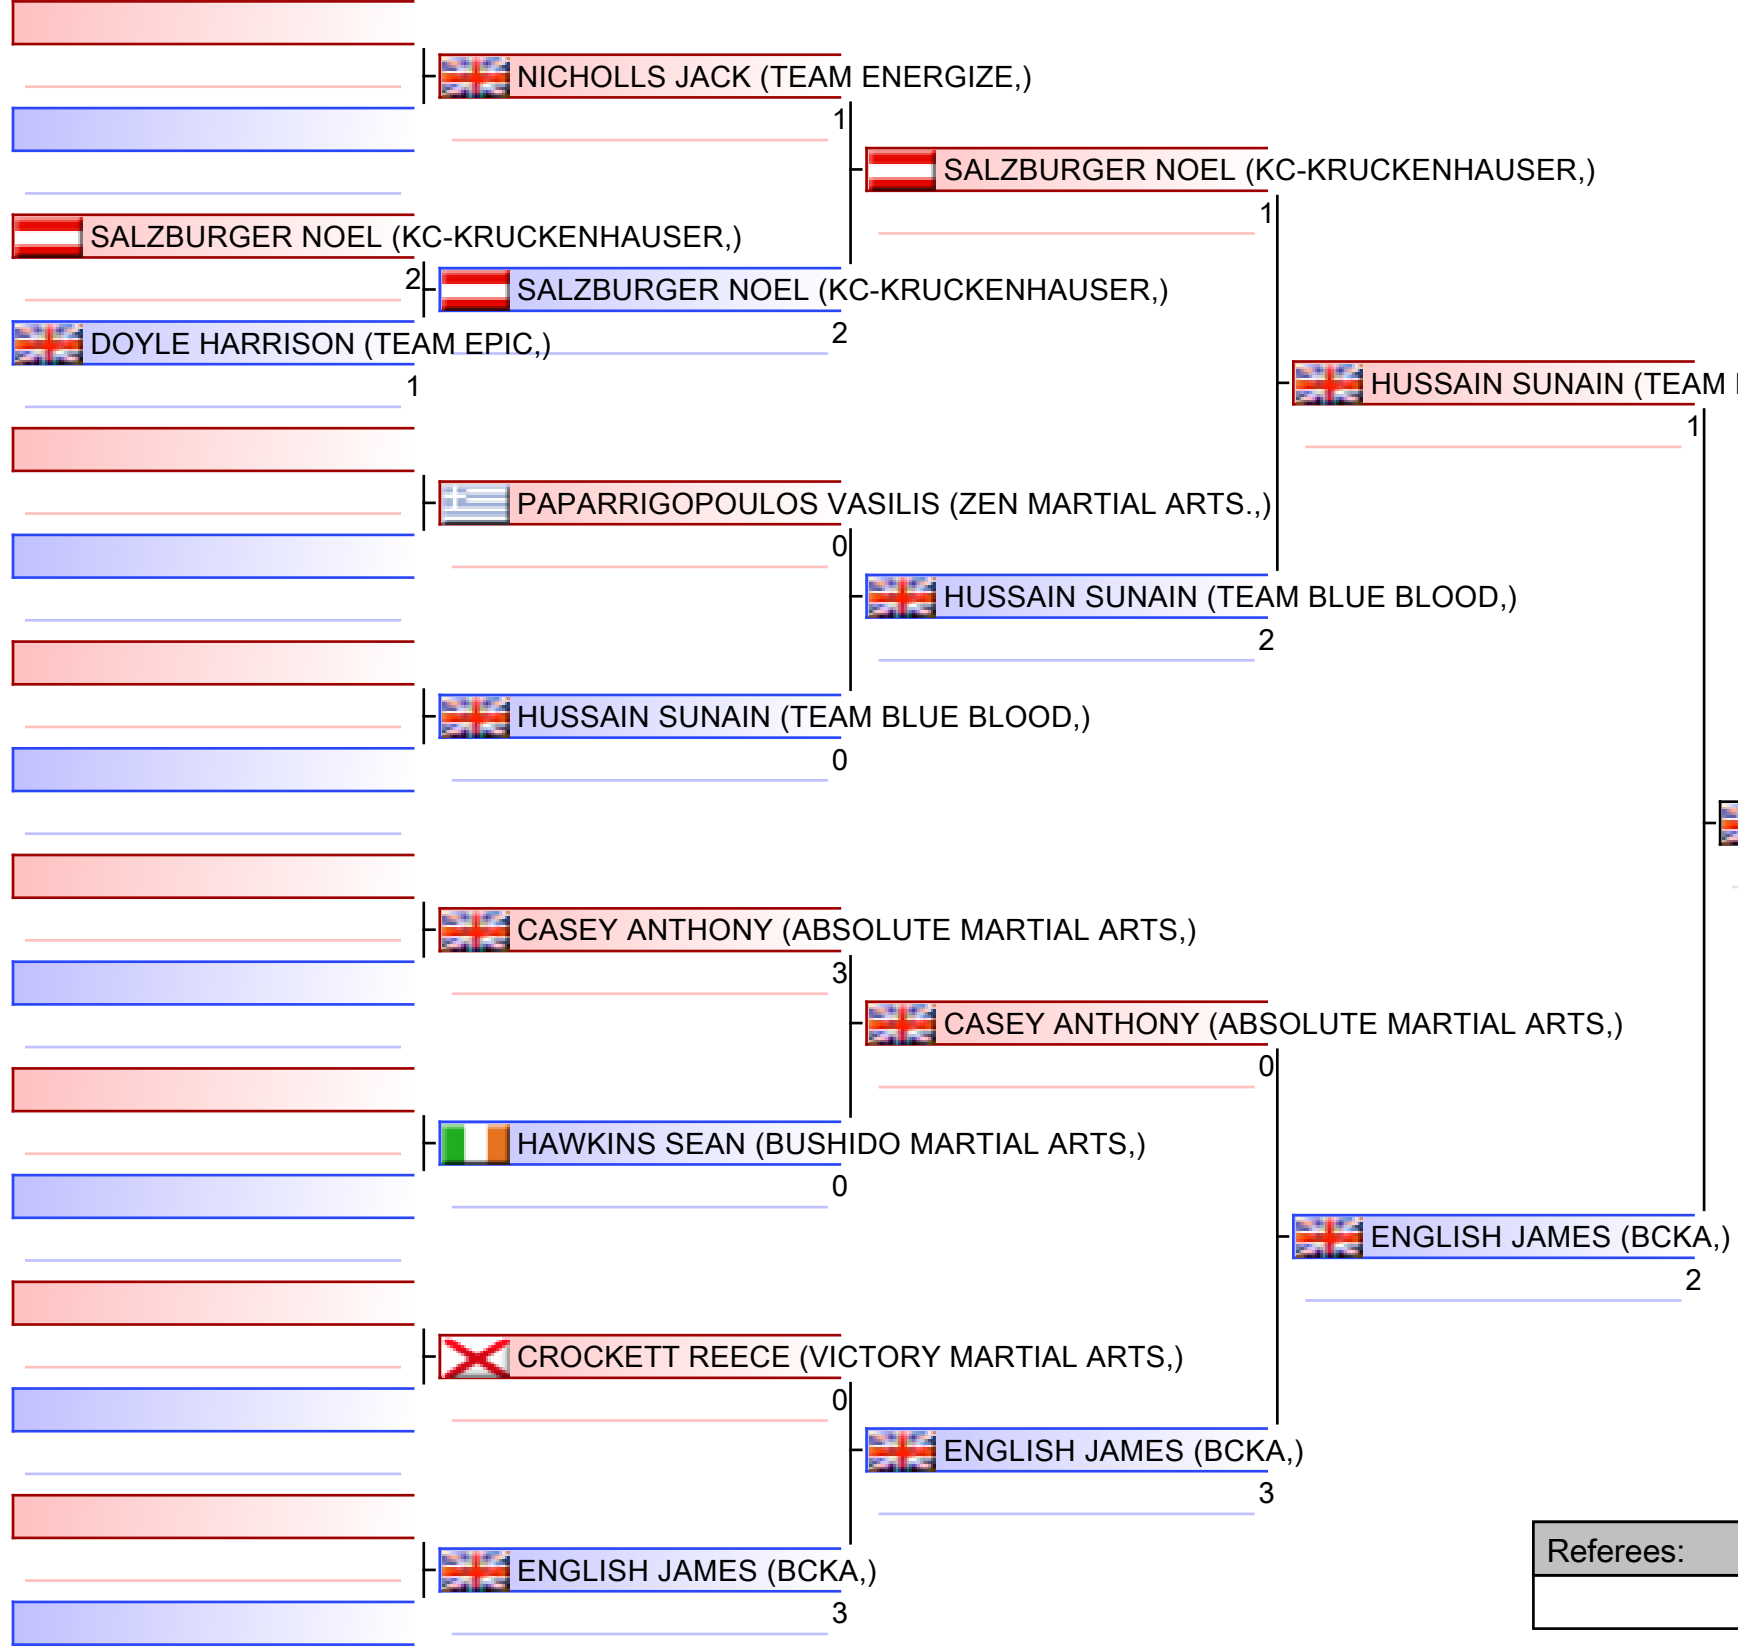 NICHOLLS JACK (TEAM ENERGIZE,)
1
SALZBURGER NOEL (KC-KRUCKENHAUSER,)
1
SALZBURGER NOEL (KC-KRUCKENHAUSER,)
2
SALZBURGER NOEL (KC-KRUCKENHAUSER,)
2
DOYLE HARRISON (TEAM EPIC,)
1
HUSSAIN SUNAIN (TEAM
1
PAPARRIGOPOULOS VASILIS (ZEN MARTIAL ARTS.,)
0
HUSSAIN SUNAIN (TEAM BLUE BLOOD,)
2
HUSSAIN SUNAIN (TEAM BLUE BLOOD,)
0
CASEY ANTHONY (ABSOLUTE MARTIAL ARTS,)
3
CASEY ANTHONY (ABSOLUTE MARTIAL ARTS,)
0
HAWKINS SEAN (BUSHIDO MARTIAL ARTS,)
0
ENGLISH JAMES (BCKA,)
2
CROCKETT REECE (VICTORY MARTIAL ARTS,)
0
ENGLISH JAMES (BCKA,)
3
ENGLISH JAMES (BCKA,)
3
Referees: